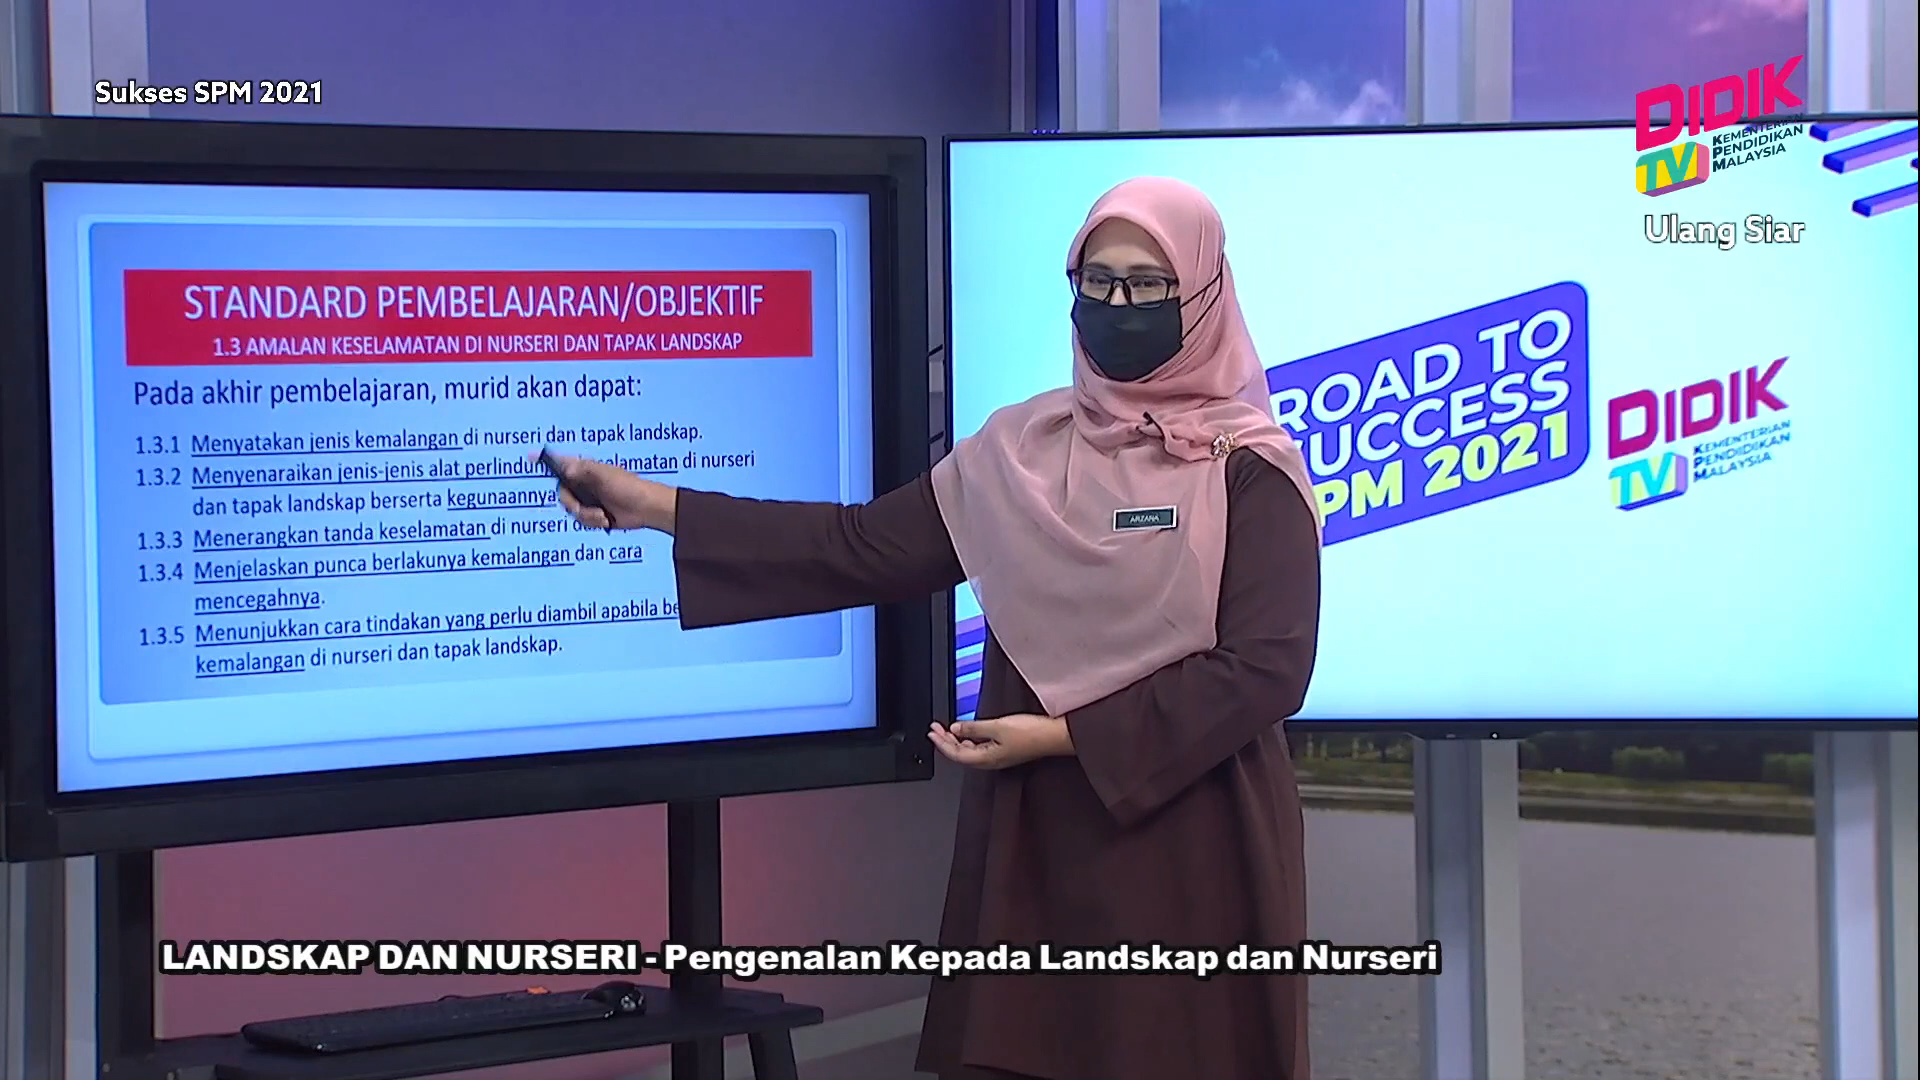 Sukses SPM 2021
DIDIK
TV
KEMENTERIAN
PENDIDIKAN
MALAYSIA
Ulang Siar
STANDARD PEMBELAJARAN/OBJEKTIF
1.3 AMALAN KESELAMATAN DI NURSERI DAN TAPAK LANDSKAP
Pada akhir pembelajaran, murid akan dapat:
1.3.1 Menyatakan jenis kemalangan di nurseri dan tapak landskap.
1.3.2 Menyenaraikan jenis-jenis alat di nurseri
dan tapak landskap berserta kegunaannya
1.3.3 Menerangkan tanda keselamatan di nurseri
1.3.4 Menjelaskan punca berlakunya kemalangan dan cara
mencegahnya.
1.3.5 Menunjukkan cara tindakan yang perlu diambil apabila
kemalangan di nurseri dan tapak landskap.
ROAD TO
SUCCESS
SPM 2021
DIDIK
TV
KEMENTERIAN
PENDIDIKAN
MALAYSIA
ARZANA
LANDSKAP DAN NURSERI - Pengenalan Kepada Landskap dan Nurseri